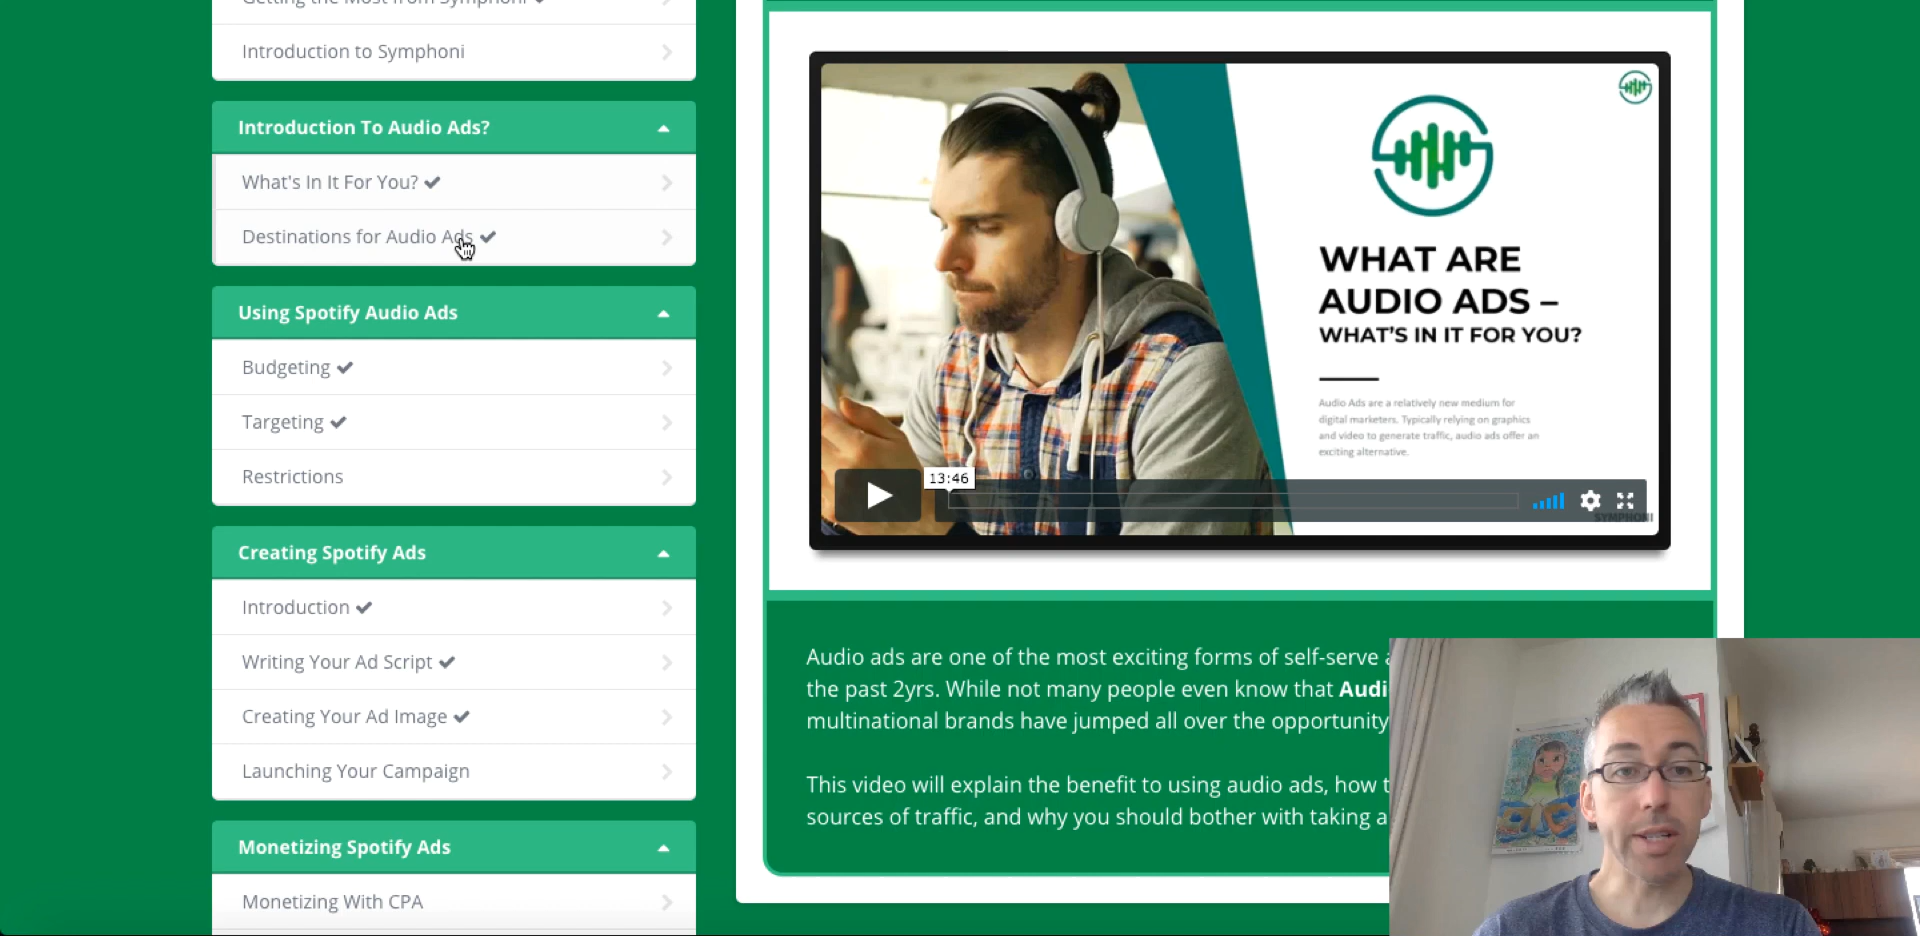 Getting the Most from Symphoni
Introduction to Symphoni
Introduction To Audio Ads?
What's In It For You?
Destinations for Audio Ads
Using Spotify Audio Ads
Budgeting
Targeting
Restrictions
Creating Spotify Ads
Introduction
Writing Your Ad Script
Creating Your Ad Image
Launching Your Campaign
Monetizing Spotify Ads
Monetizing With CPA
WHAT ARE
AUDIO ADS –
WHAT'S IN IT FOR YOU?
Audio Ads are a relatively new medium for
digital marketers. Typically relying on graphics
and video to generate traffic, audio ads offer an
exciting alternative.
13:46
SYMPHONI
Audio ads are one of the most exciting forms of self-serve
the past 2yrs. While not many people even know that Audi
multinational brands have jumped all over the opportunity
This video will explain the benefit to using audio ads, how t
sources of traffic, and why you should bother with taking a